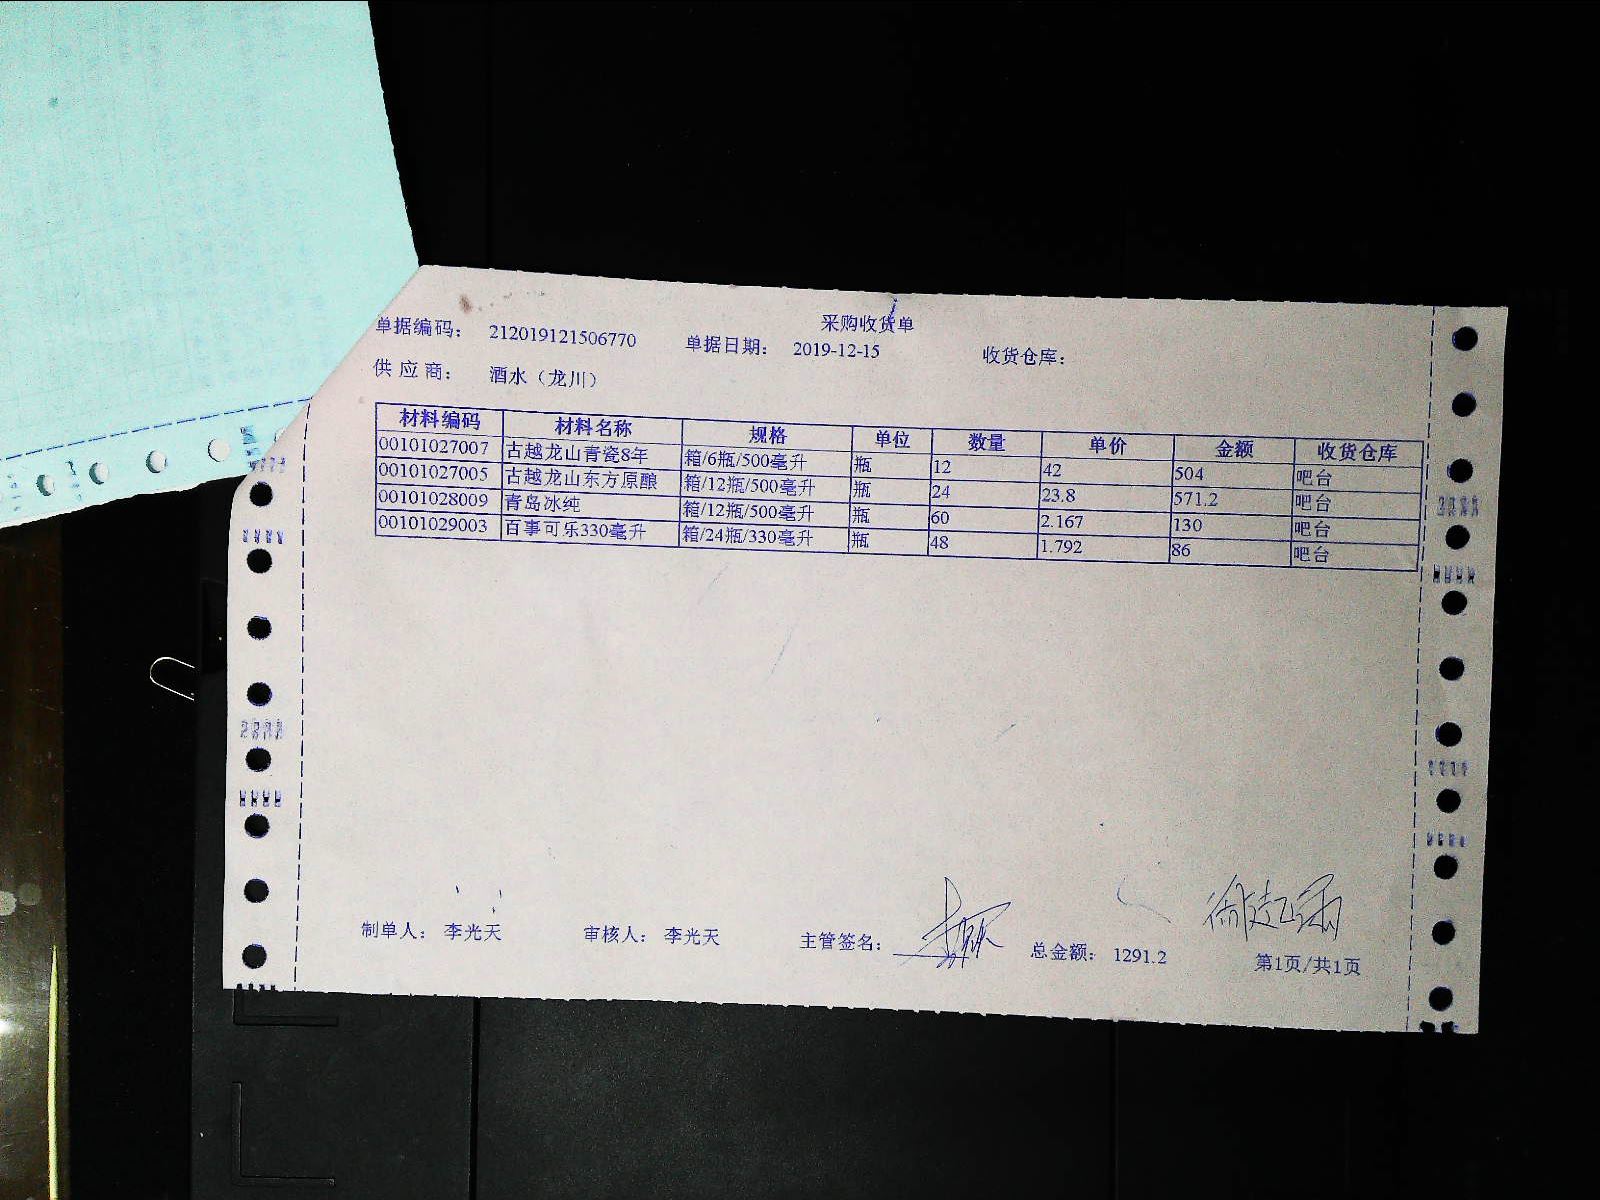 采购收货单
单据编码： 212019121506770 单据日期： 2019-12-15 收货仓库：
供应商： 酒水（龙川）
材料编码 材料名称 规格 单位 数量 单价 金额 收货仓库
00101027007 古越龙山青瓷8年 箱/6瓶/500毫升 瓶 12 42 504 吧台
00101027005 古越龙山东方原酿 箱/12瓶/500毫升 瓶 24 23.8 571.2 吧台
00101028009 青岛冰纯 箱/12瓶/500毫升 瓶 60 2.167 130 吧台
00101029003 百事可乐330毫升 箱/24瓶/330毫升 瓶 48 1.792 86 吧台
制单人： 李光天 审核人： 李光天 主管签名： 总金额： 1291.2 第1页/共1页